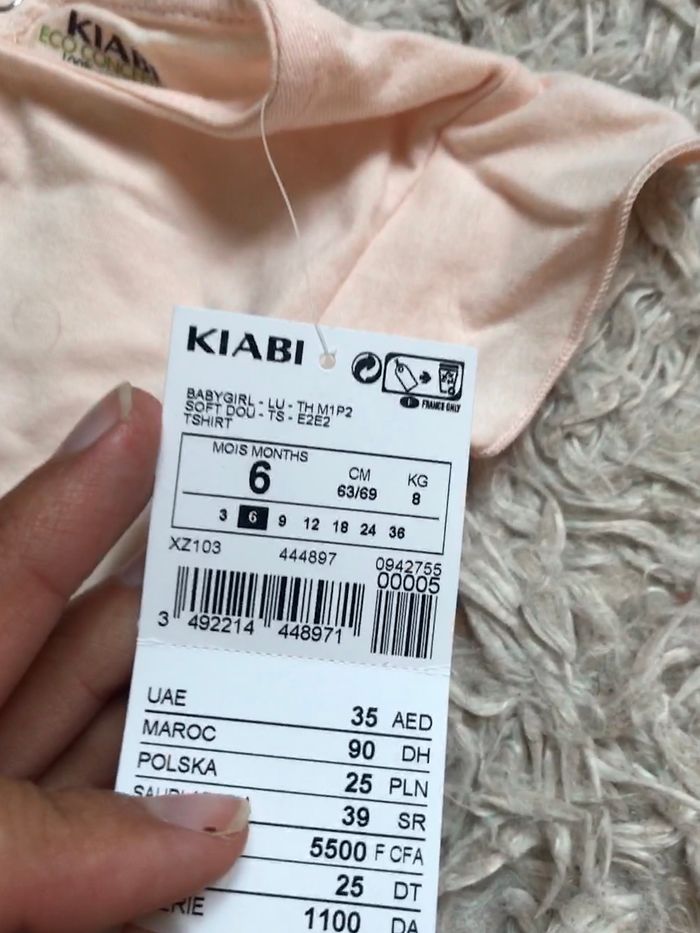 KIABI
ECO CONCEP
KIABI
FRANCE ONLY
BABYGIRL - LU - TH M1P2
SOFT DOU - TS - E2E2
TSHIRT
MOIS MONTHS CM KG
6 63/69 8
3 6 9 12 18 24 36
XZ103 444897 0942755
00005
3 492214 448971
UAE 35 AED
MAROC 90 DH
POLSKA 25 PLN
39 SR
5500 F CFA
25 DT
1100 DA